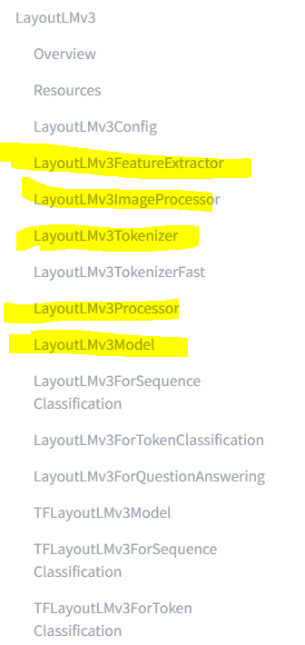 LayoutLMv3
Overview
Resources
LayoutLMv3Config
LayoutLMv3FeatureExtractor
LayoutLMv3ImageProcessor
LayoutLMv3Tokenizer
LayoutLMv3TokenizerFast
LayoutLMv3Processor
LayoutLMv3Model
LayoutLMv3ForSequence
Classification
LayoutLMv3ForTokenClassification
LayoutLMv3ForQuestionAnswering
TFLayoutLMv3Model
TFLayoutLMv3ForSequence
Classification
TFLayoutLMv3ForToken
Classification